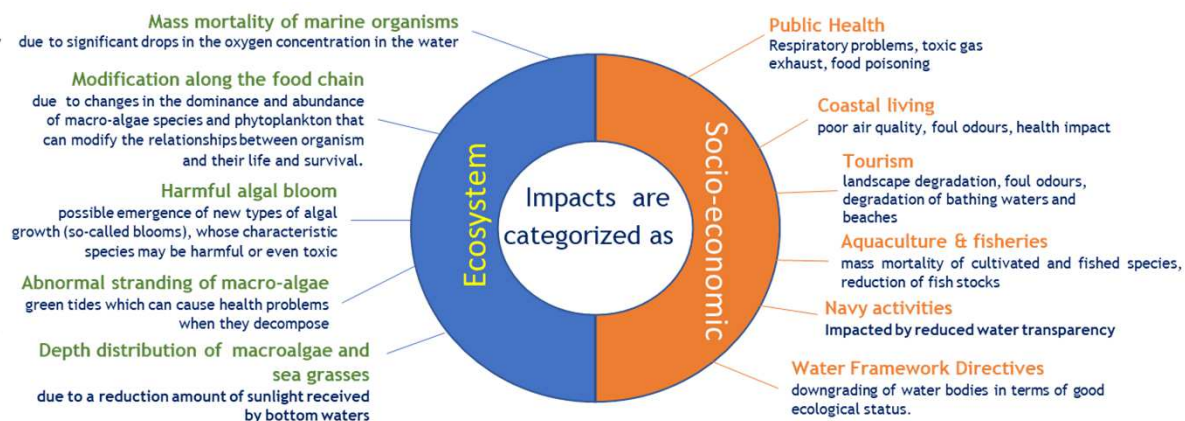 Mass mortality of marine organisms
due to significant drops in the oxygen concentration in the water
Modification along the food chain
due to changes in the dominance and abundance
of macro-algae species and phytoplankton that
can modify the relationships between organism
and their life and survival.
Harmful algal bloom
possible emergence of new types of algal
growth (so-called blooms), whose characteristic
species may be harmful or even toxic
Abnormal stranding of macro-algae
green tides which can cause health problems
when they decompose
Depth distribution of macroalgae and
sea grasses
due to a reduction amount of sunlight received
by bottom waters
Ecosystem
Impacts are
categorized as
Socio-economic
Public Health
Respiratory problems, toxic gas
exhaust, food poisoning
Coastal living
poor air quality, foul odours, health impact
Tourism
landscape degradation, foul odours,
degradation of bathing waters and
beaches
Aquaculture & fisheries
mass mortality of cultivated and fished species,
reduction of fish stocks
Navy activities
Impacted by reduced water transparency
Water Framework Directives
downgrading of water bodies in terms of good
ecological status.